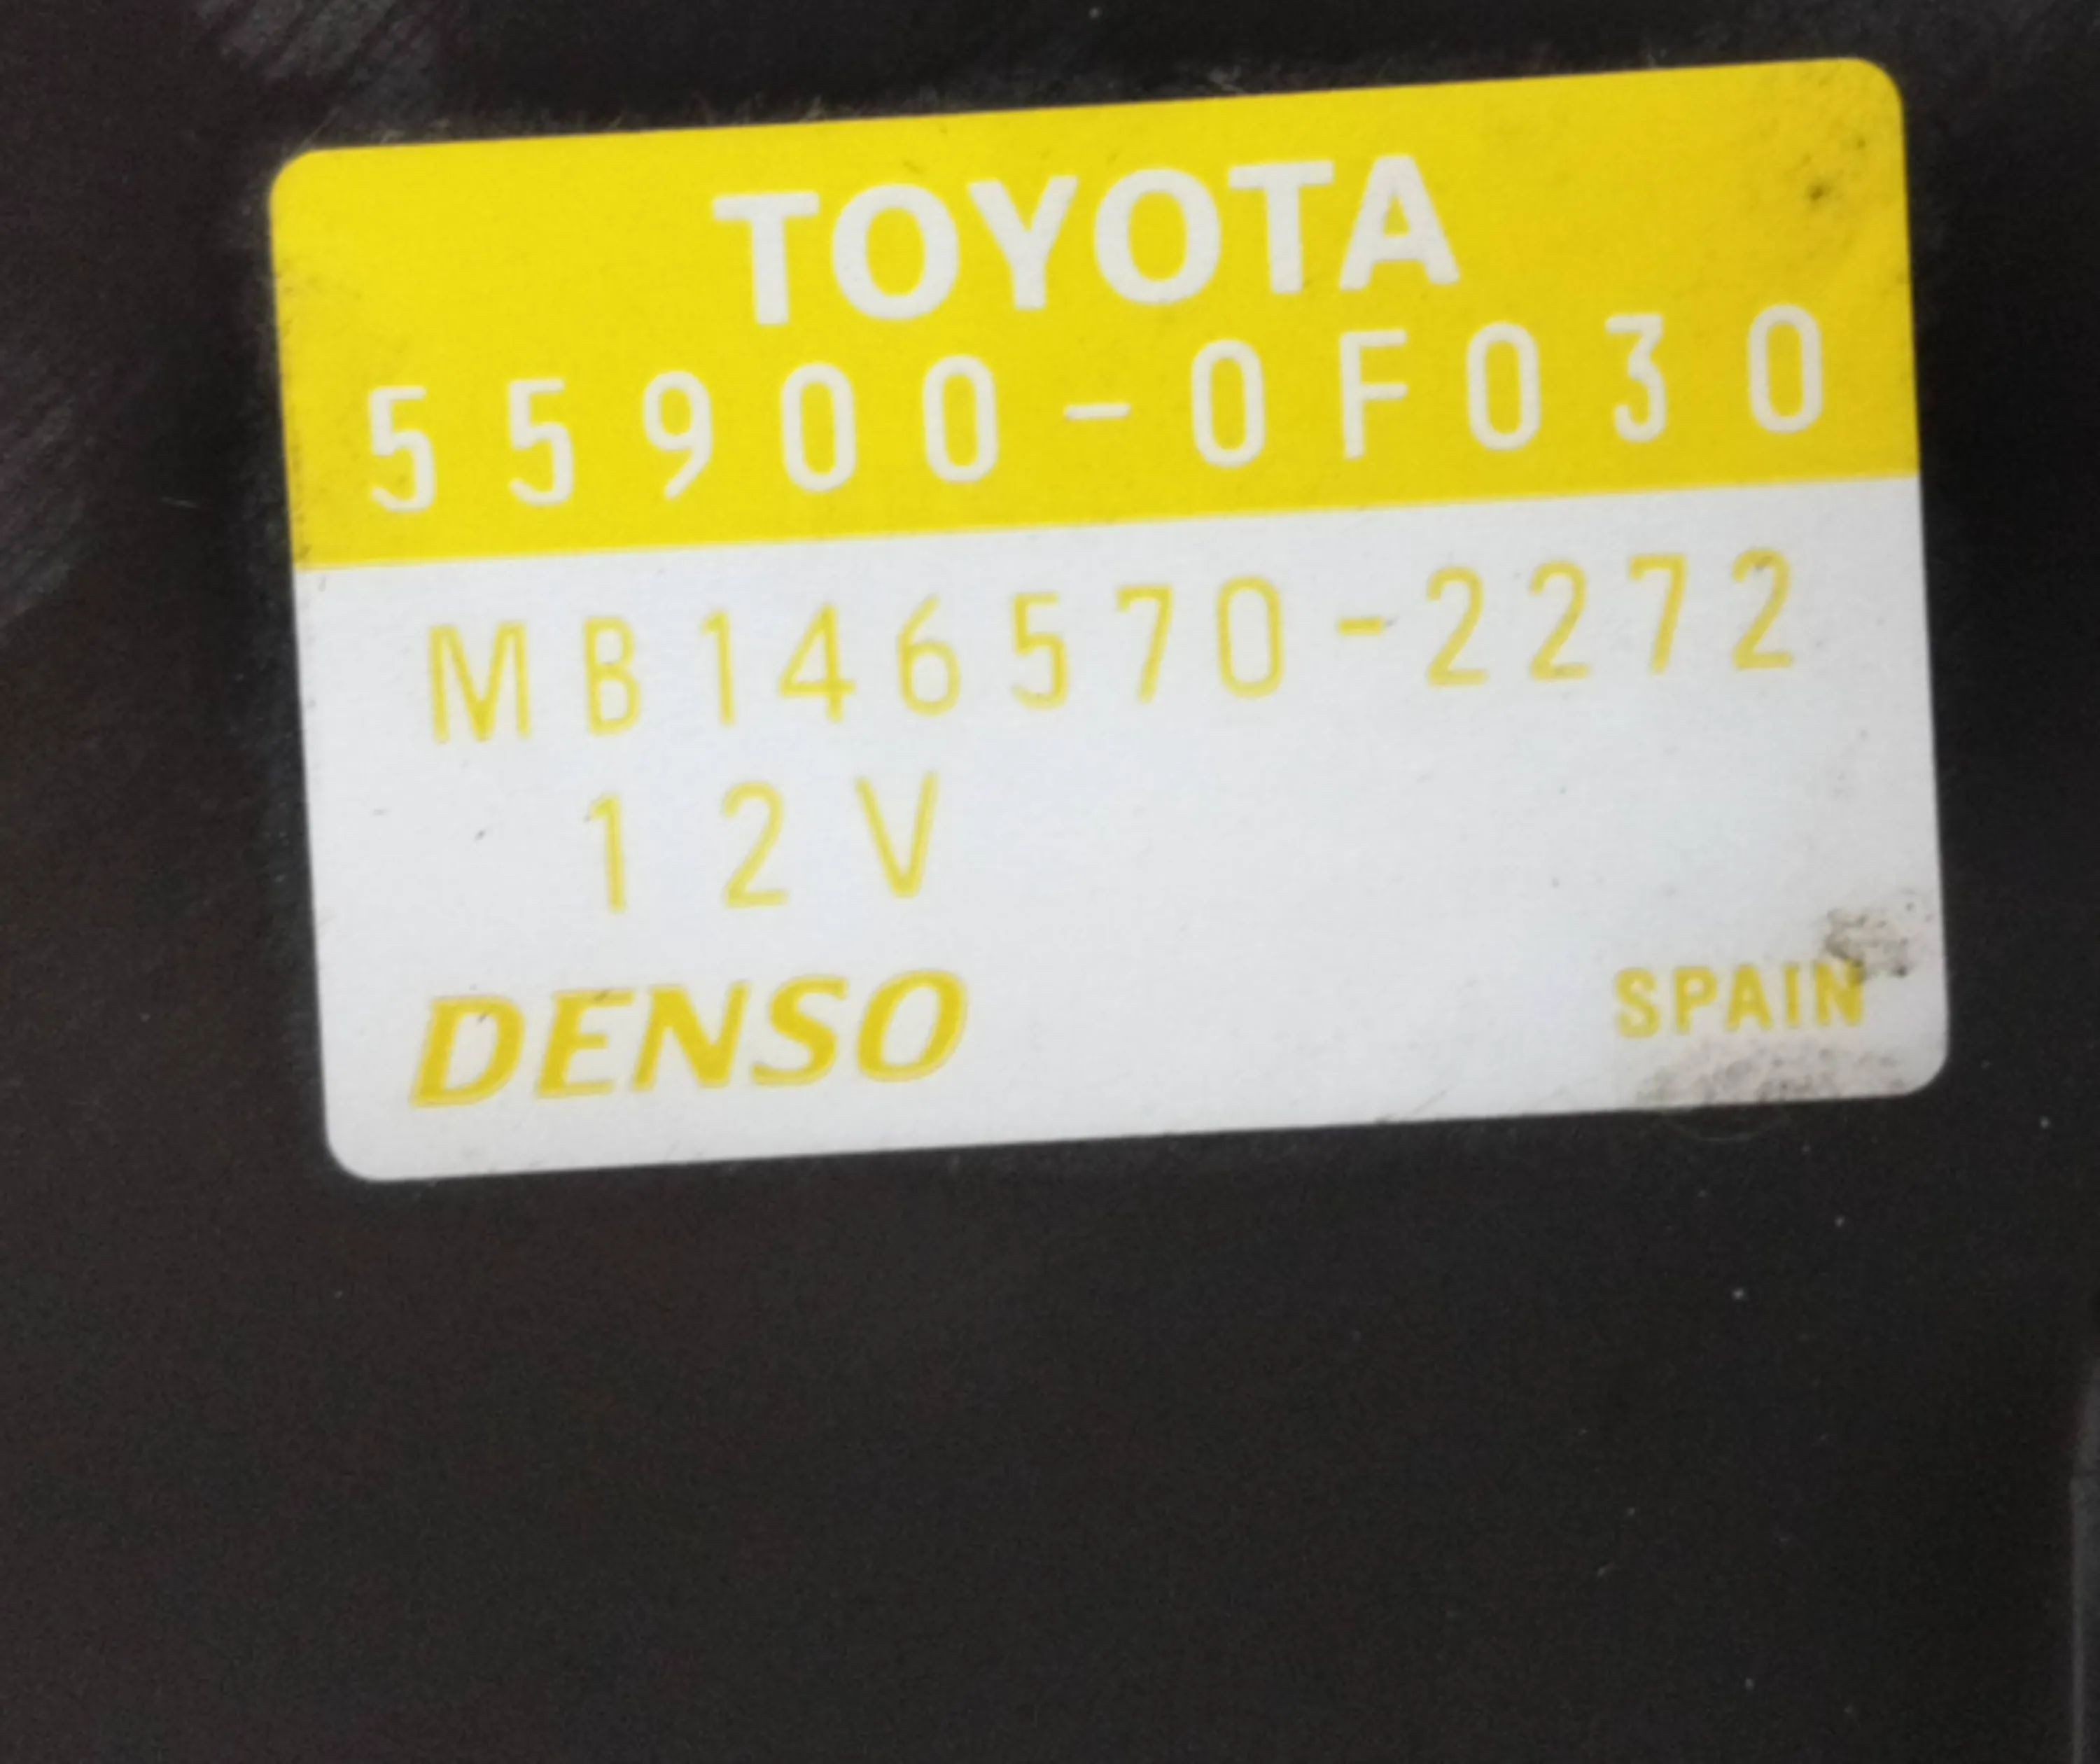 TOYOTA
55900-0F030
MB146570-2272
12V
DENSO
SPAIN